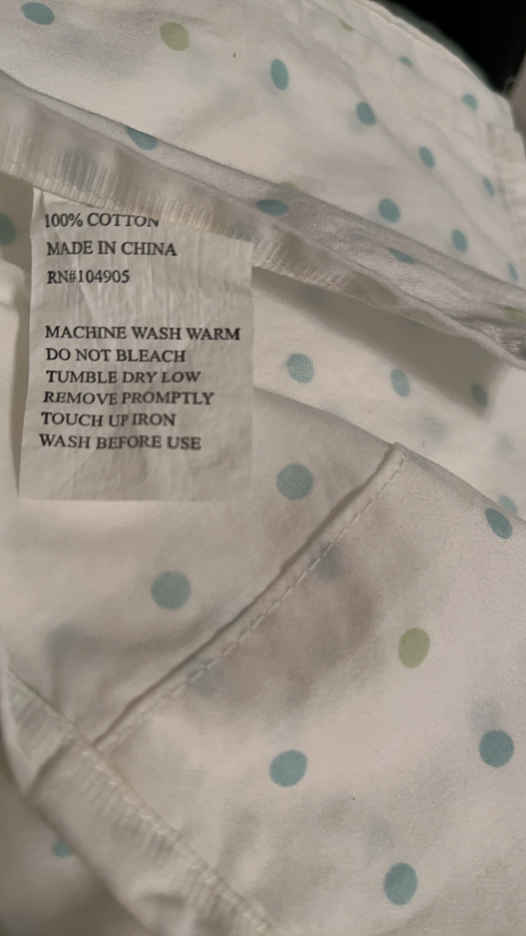 100% COTTON
MADE IN CHINA
RN#104905
MACHINE WASH WARM
DO NOT BLEACH
TUMBLE DRY LOW
REMOVE PROMPTLY
TOUCH UP IRON
WASH BEFORE USE